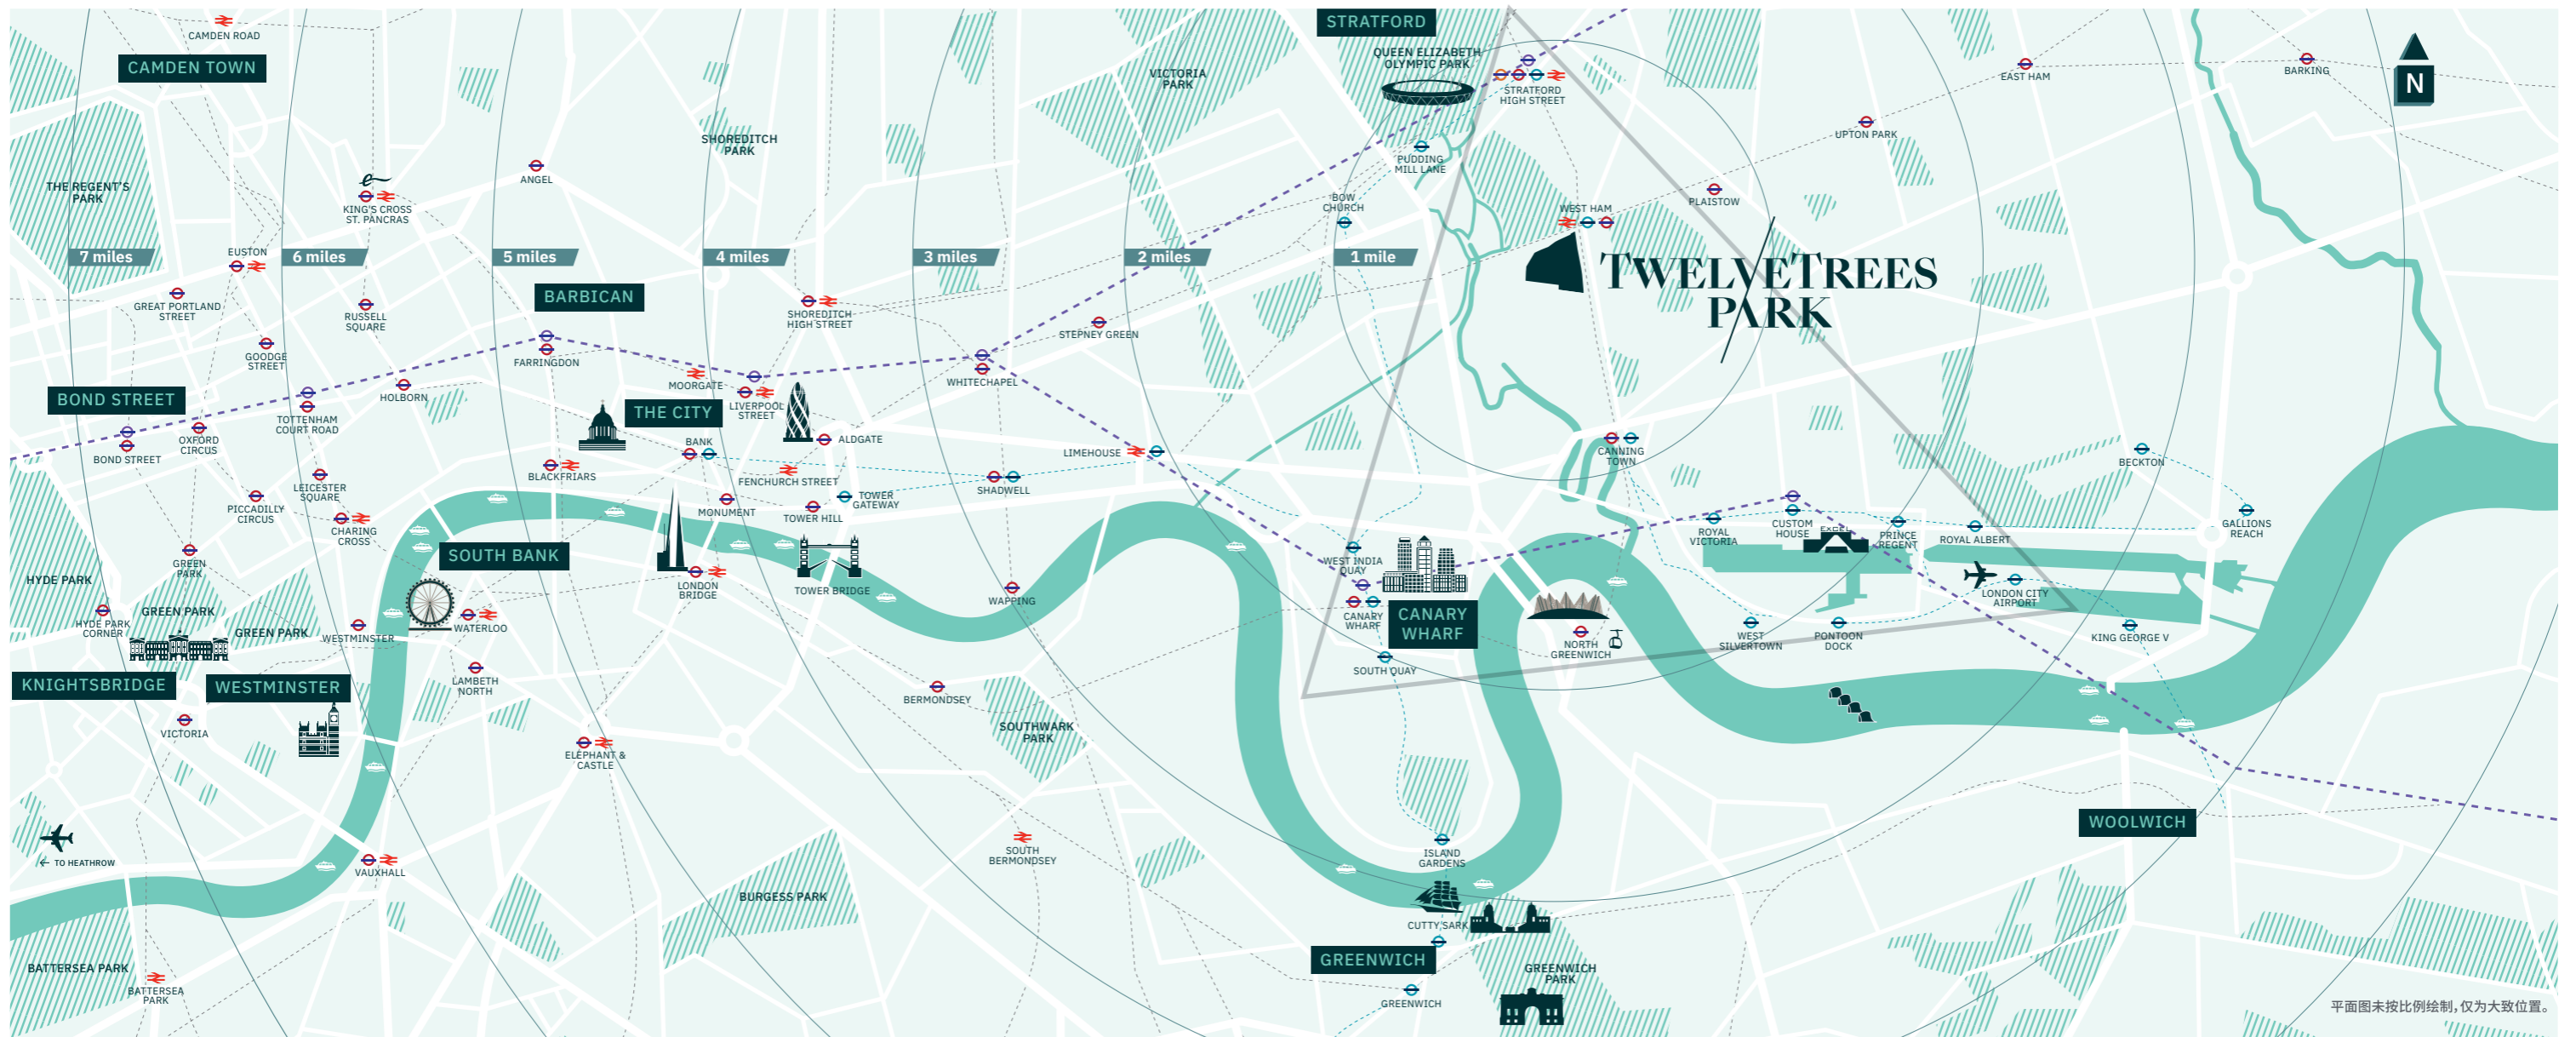 CAMDEN ROAD
CAMDEN TOWN
STRATFORD
QUEEN ELIZABETH
OLYMPIC PARK
VICTORIA
PARK
STRATFORD
HIGH STREET
EAST HAM
BARKING
N
UPTON PARK
SHOREDITCH
PARK
PUDDING
MILL LANE
ANGEL
THE REGENT'S
PARK
KING'S CROSS
ST. PANCRAS
BOW
CHURCH
WEST HAM
PLAISTOW
EUSTON
7 miles
6 miles
5 miles
4 miles
3 miles
2 miles
1 mile
TWELVETREES
PARK
BARBICAN
GREAT PORTLAND
STREET
RUSSELL
SQUARE
SHOREDITCH
HIGH STREET
STEPNEY GREEN
GOODGE
STREET
FARRINGDON
MOORGATE
WHITECHAPEL
BOND STREET
HOLBORN
THE CITY
LIVERPOOL
STREET
TOTTENHAM
COURT ROAD
OXFORD
CIRCUS
BOND STREET
BANK
ALDGATE
LIMEHOUSE
CANNING
TOWN
BECKTON
BLACKFRIARS
FENCHURCH STREET
SHADWELL
LEICESTER
SQUARE
PICCADILLY
CIRCUS
MONUMENT
TOWER
GATEWAY
TOWER HILL
CHARING
CROSS
ROYAL
VICTORIA
CUSTOM
HOUSE
EXCEL
PRINCE
REGENT
ROYAL ALBERT
GALLIONS
REACH
SOUTH BANK
GREEN
PARK
HYDE PARK
WEST INDIA
QUAY
LONDON
BRIDGE
TOWER BRIDGE
WAPPING
LONDON CITY
AIRPORT
GREEN PARK
HYDE PARK
CORNER
GREEN PARK
WESTMINSTER
WATERLOO
CANARY
WHARF
CANARY
WHARF
NORTH
GREENWICH
WEST
SILVERTOWN
PONTOON
DOCK
KING GEORGE V
SOUTH QUAY
KNIGHTSBRIDGE
WESTMINSTER
LAMBETH
NORTH
BERMONDSEY
VICTORIA
SOUTHWARK
PARK
ELEPHANT &
CASTLE
WOOLWICH
← TO HEATHROW
VAUXHALL
SOUTH
BERMONDSEY
ISLAND
GARDENS
BURGESS PARK
CUTTY SARK
GREENWICH
BATTERSEA PARK
BATTERSEA
PARK
GREENWICH
PARK
GREENWICH
平面图未按比例绘制，仅为大致位置。